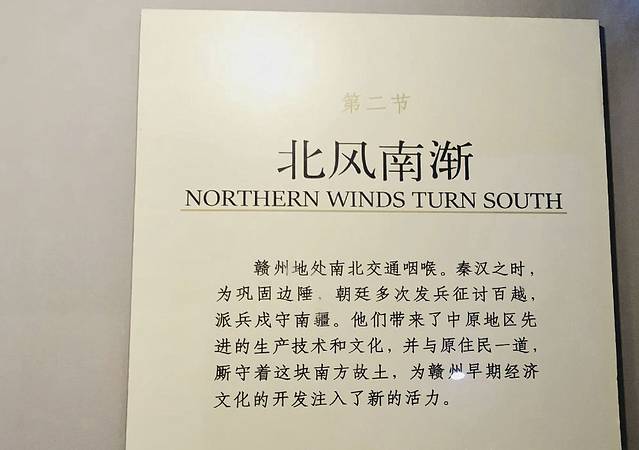 第二节
北风南渐
NORTHERN WINDS TURN SOUTH
赣州地处南北交通咽喉。秦汉之时，
为巩固边陲，朝廷多次发兵征讨百越，
派兵戍守南疆。他们带来了中原地区先
进的生产技术和文化，并与原住民一道，
厮守着这块南方故土，为赣州早期经济
文化的开发注入了新的活力。